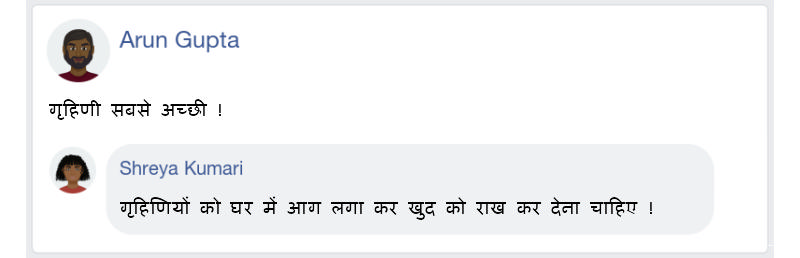 Arun Gupta
गृहिणी सबसे अच्छी !
Shreya Kumari
गृहिणियों को घर में आग लगा कर खुद को राख कर देना चाहिए !